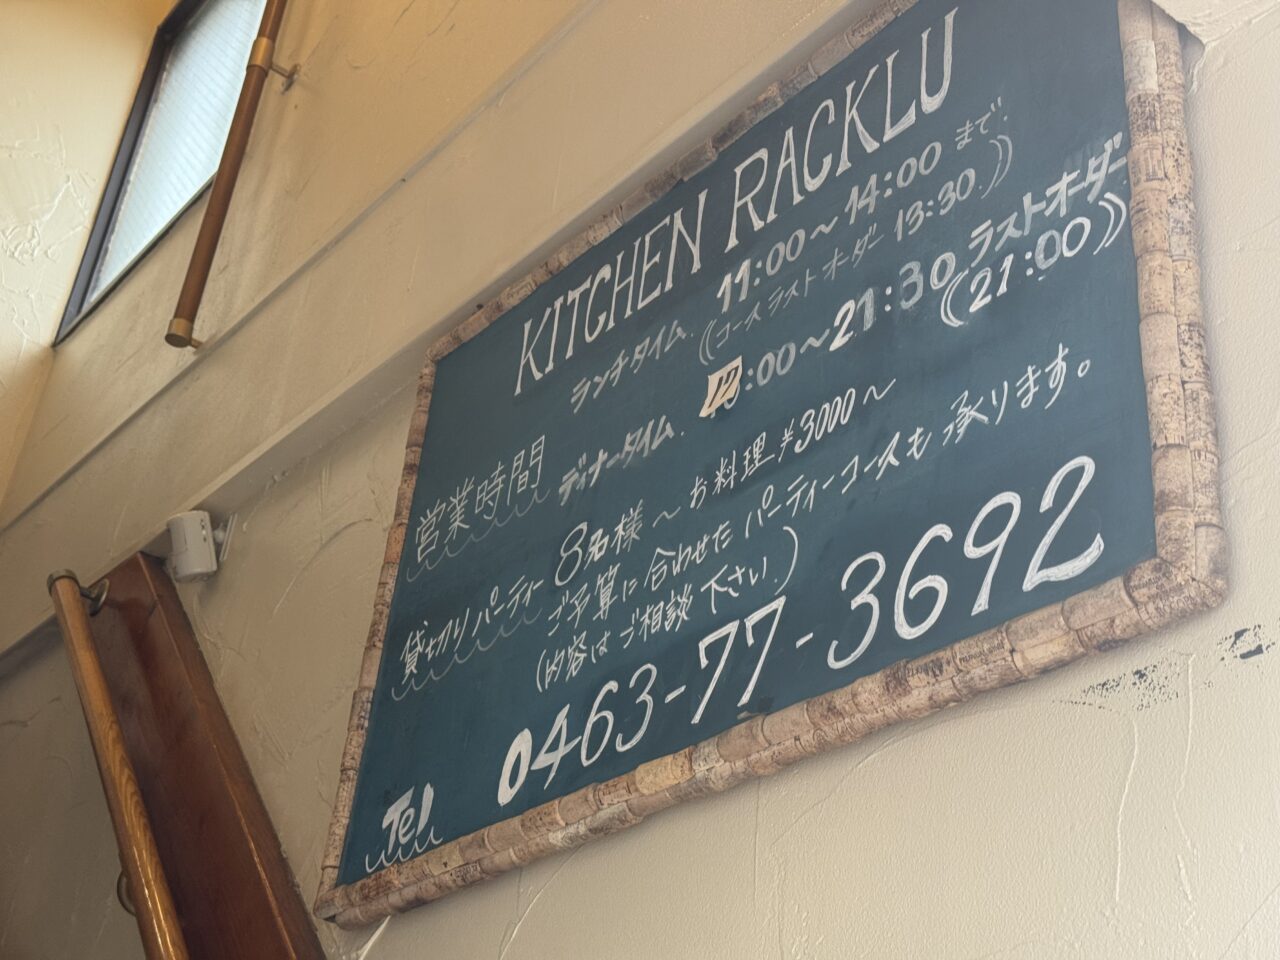 KITCHEN RACKLU
営業時間 ランチタイム. 11:00～14:00 まで.
((コースラストオーダー 13:30.))
ディナータイム. 17:00～21:30 ラストオーダー
((21:00))
貸切りパーティー 8名様～お料理¥3000～
ご予算に合わせたパーティーコースも承ります。
(内容はご相談下さい.)
Tel 0463-77-3692